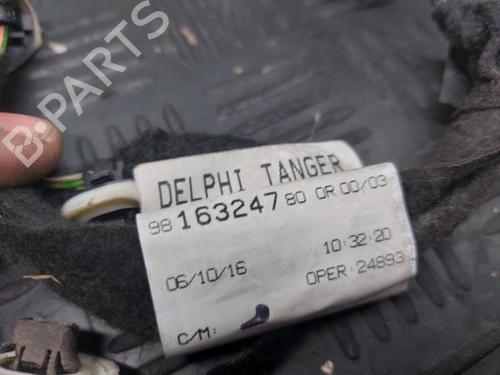 B-Parts
DELPHI TANGER
98 163247 80 OR 00/03
06/10/16 10:32:20
OPER:24893
C/M: